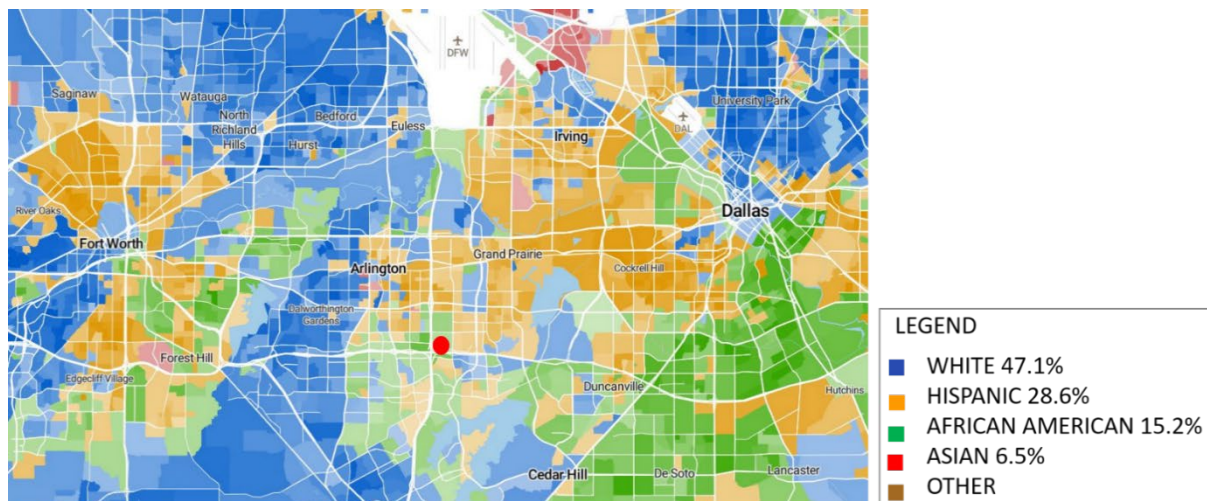 DFW
Saginaw
Watauga
University Park
North
Richland
Hills
Bedford
Euless
DAL
Hurst
Irving
River Oaks
Dallas
Fort Worth
Grand Prairie
Arlington
Cockrell Hill
Dalworthington
Gardens
Forest Hill
Edgecliff Village
Duncanville
Hutchins
Cedar Hill
De Soto
Lancaster
LEGEND
WHITE 47.1%
HISPANIC 28.6%
AFRICAN AMERICAN 15.2%
ASIAN 6.5%
OTHER